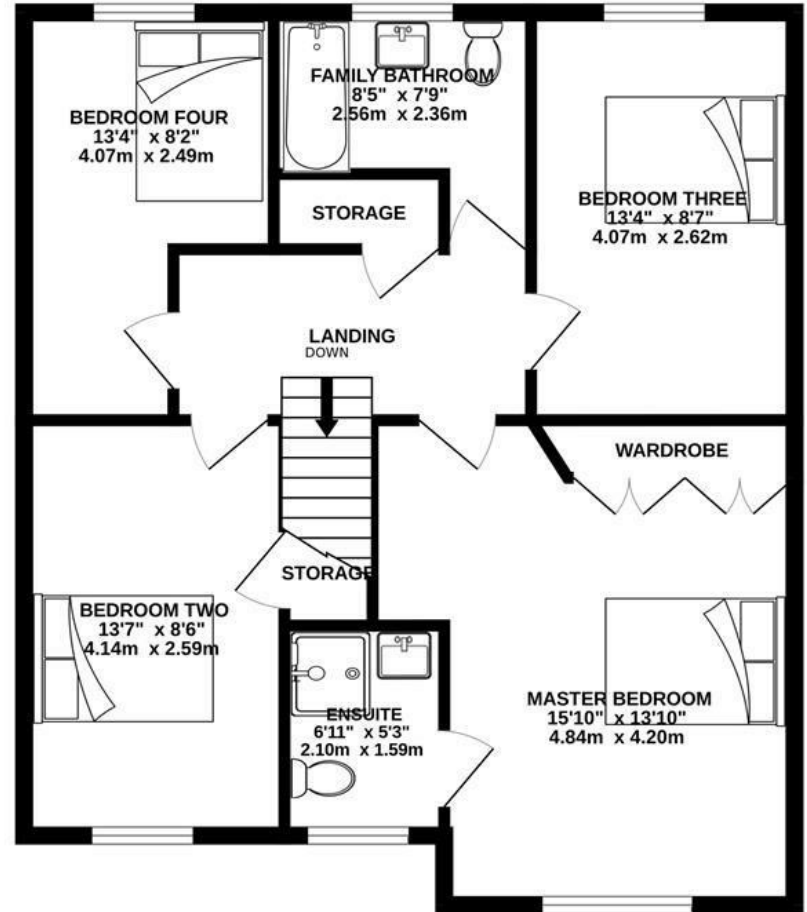 FAMILY BATHROOM
8'5" x 7'9"
2.56m x 2.36m
BEDROOM FOUR
13'4" x 8'2"
4.07m x 2.49m
BEDROOM THREE
13'4" x 8'7"
4.07m x 2.62m
STORAGE
LANDING
DOWN
WARDROBE
STORAGE
BEDROOM TWO
13'7" x 8'6"
4.14m x 2.59m
MASTER BEDROOM
15'10" x 13'10"
4.84m x 4.20m
ENSUITE
6'11" x 5'3"
2.10m x 1.59m